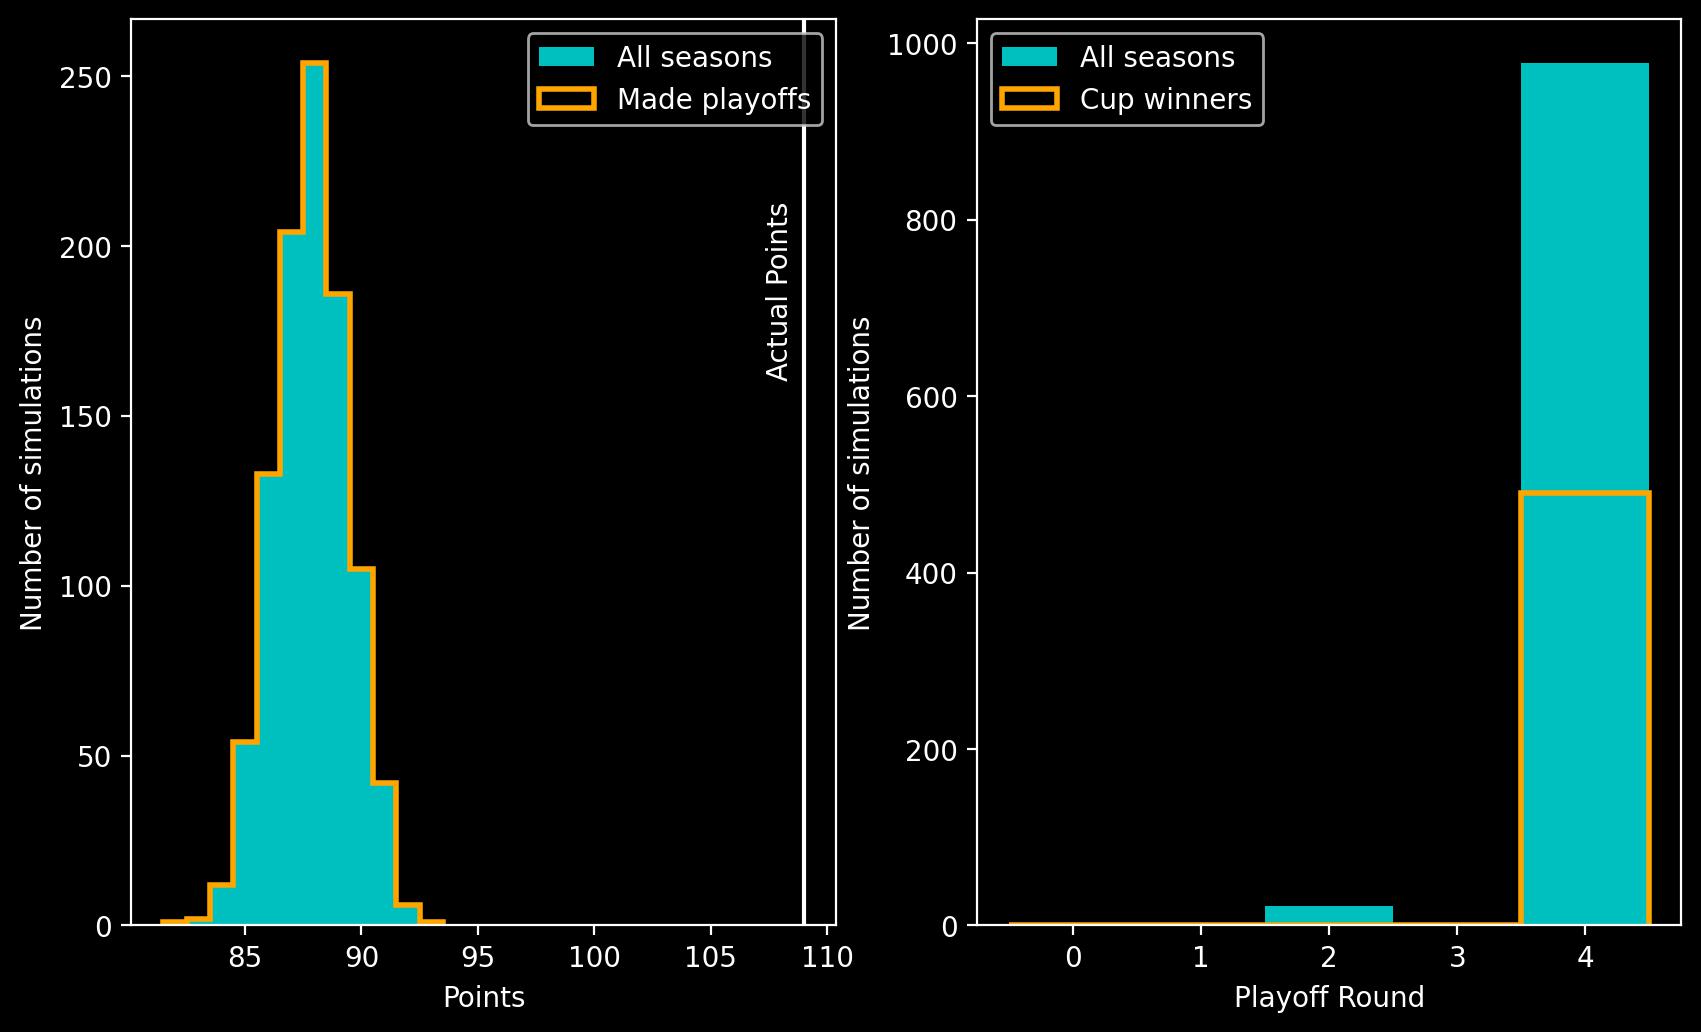 All seasons
Made playoffs
Actual Points
Number of simulations
250
200
150
100
50
0
85 90 95 100 105 110
Points
All seasons
Cup winners
Number of simulations
1000
800
600
400
200
0
0 1 2 3 4
Playoff Round